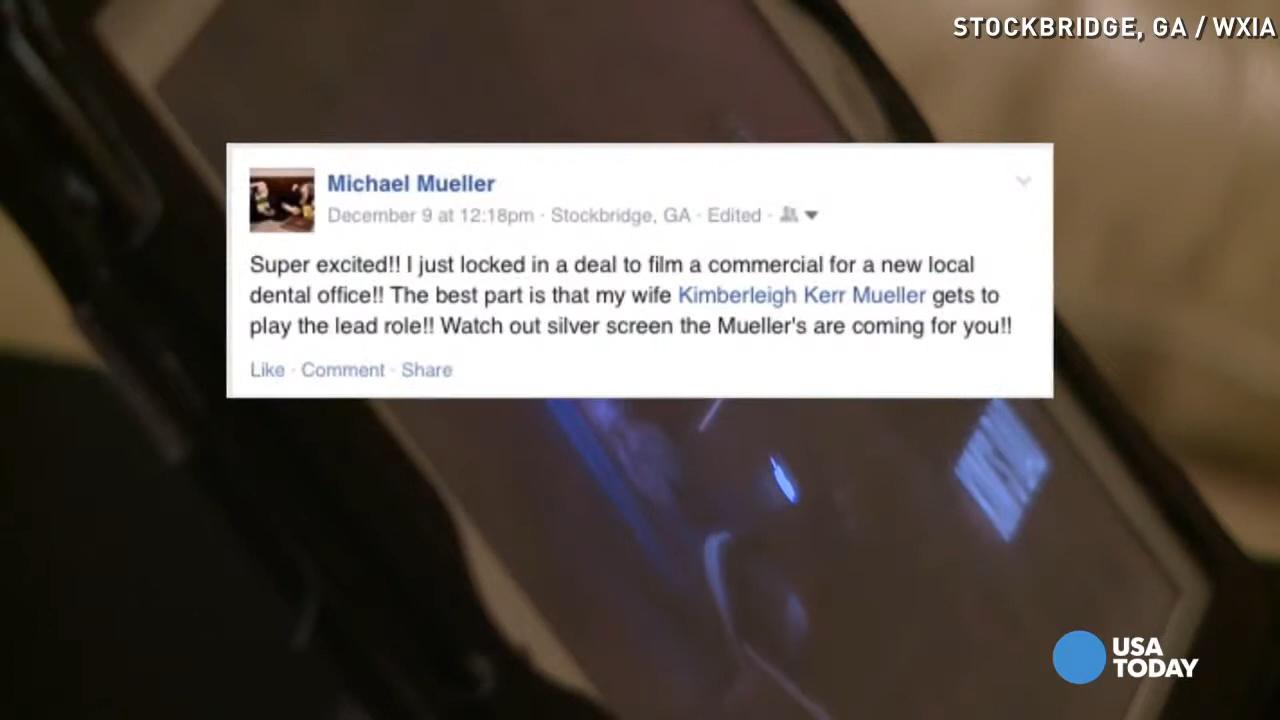 STOCKBRIDGE, GA / WXIA
Michael Mueller
December 9 at 12:18pm · Stockbridge, GA · Edited ·
Super excited!! I just locked in a deal to film a commercial for a new local
dental office!! The best part is that my wife Kimberleigh Kerr Mueller gets to
play the lead role!! Watch out silver screen the Mueller's are coming for you!!
Like · Comment · Share
USA
TODAY